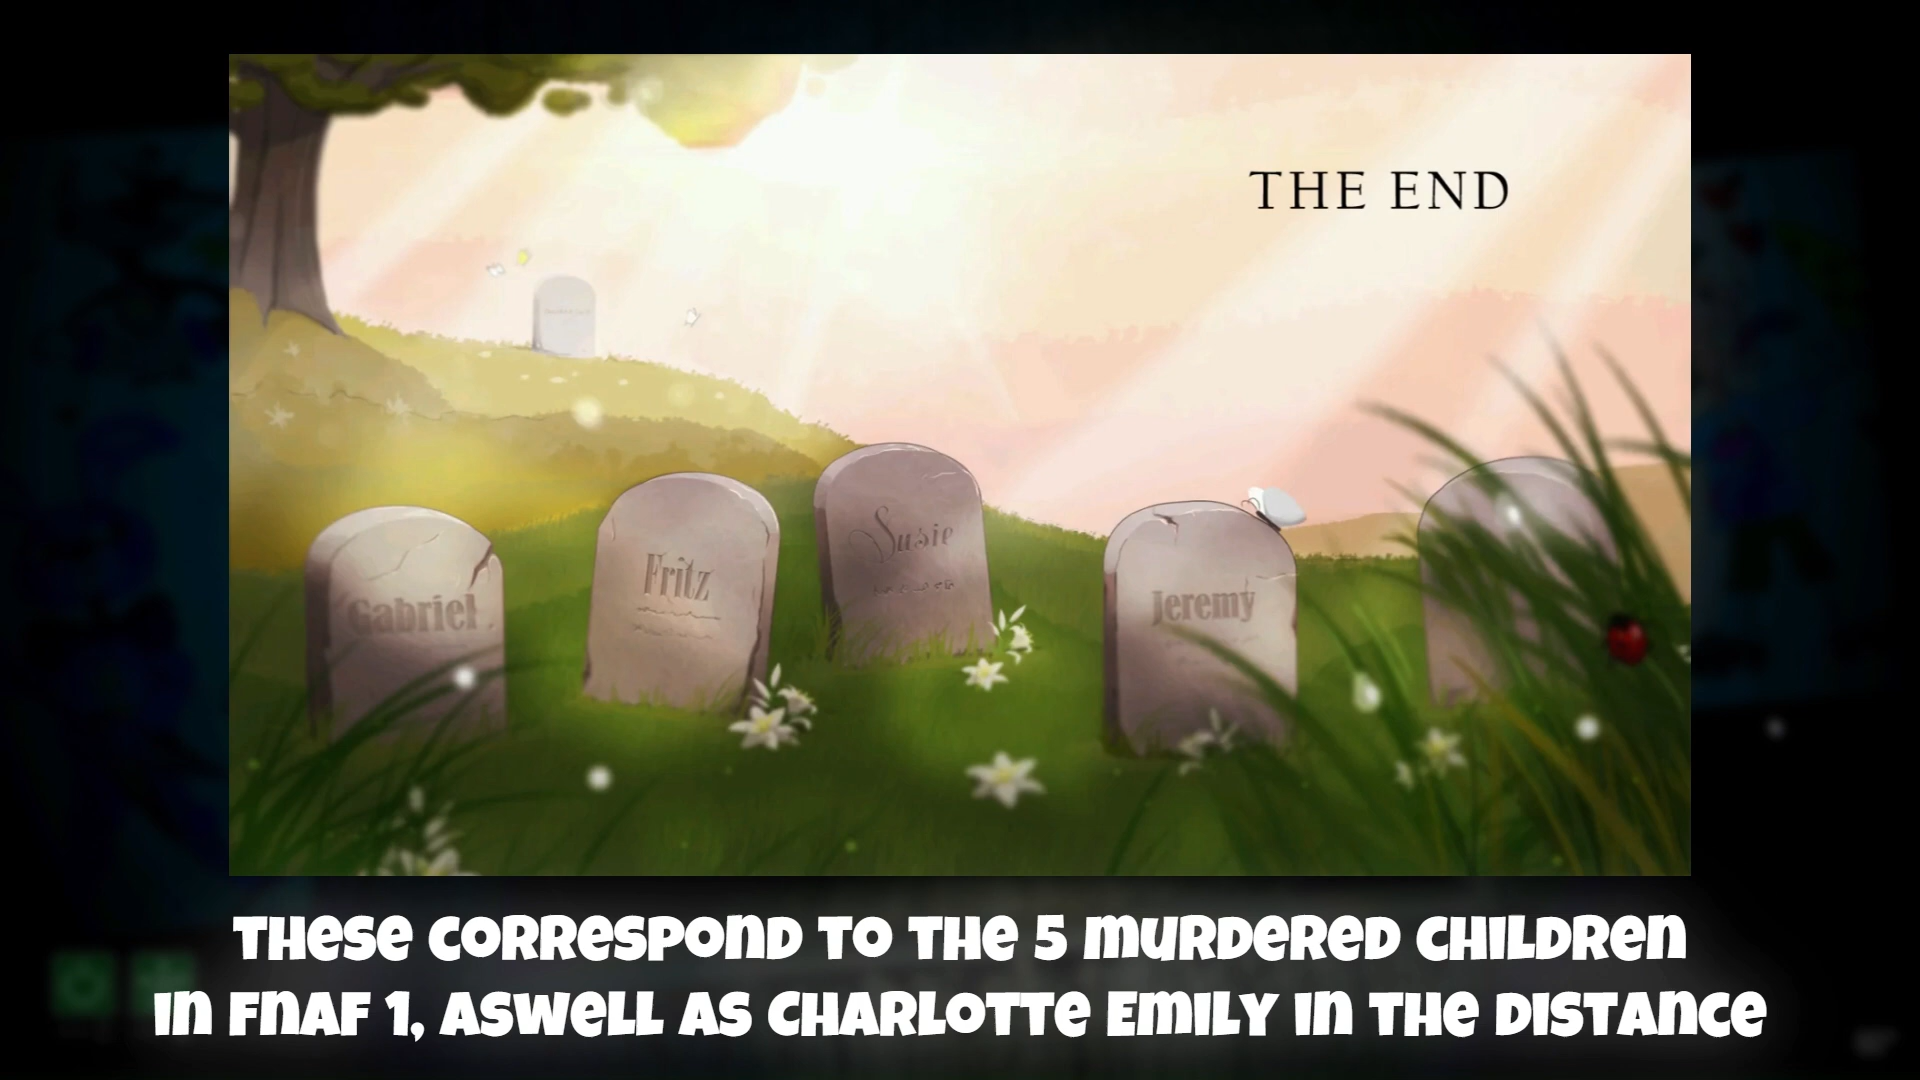 THE END
Gabriel
Fritz
Susie
Jeremy
These correspond to the 5 murdered children
in FNAF 1, aswell as Charlotte Emily in the distance